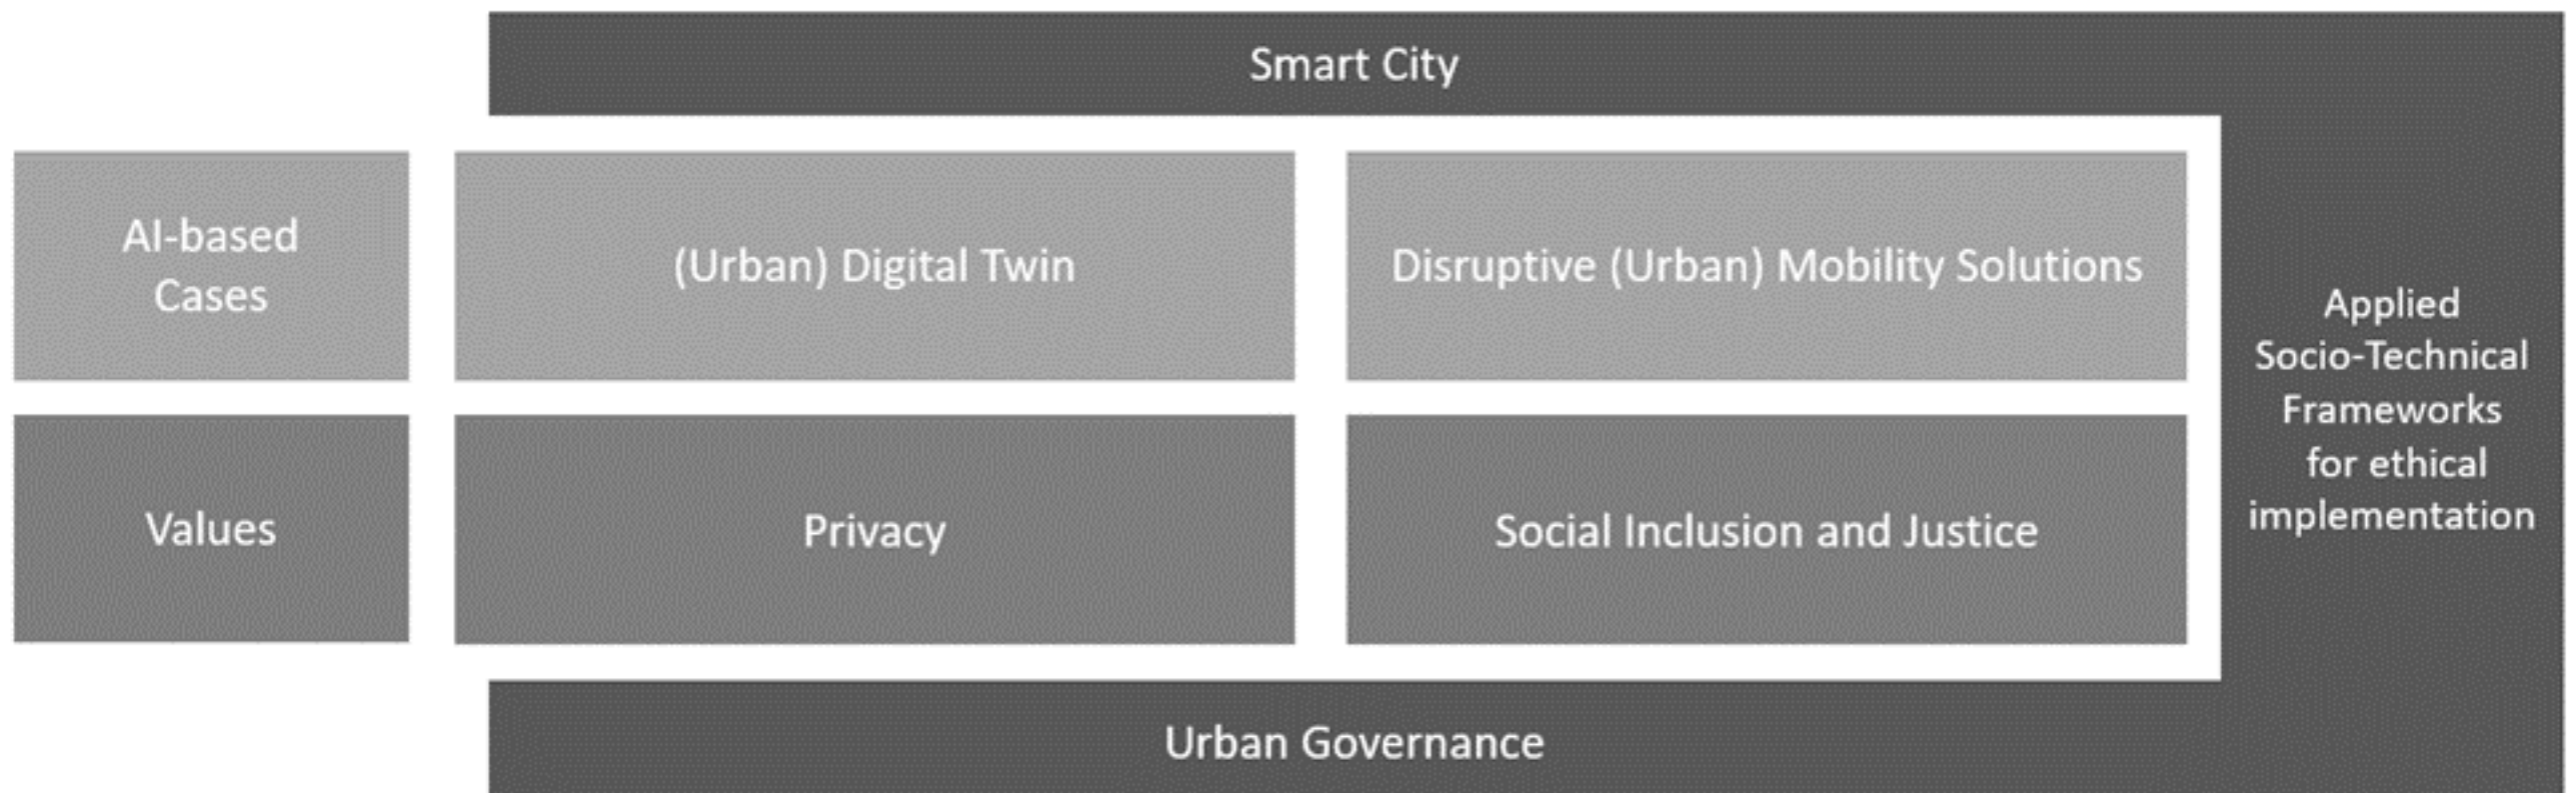 Smart City
AI-based
Cases
(Urban) Digital Twin
Disruptive (Urban) Mobility Solutions
Values
Privacy
Social Inclusion and Justice
Applied
Socio-Technical
Frameworks
for ethical
implementation
Urban Governance